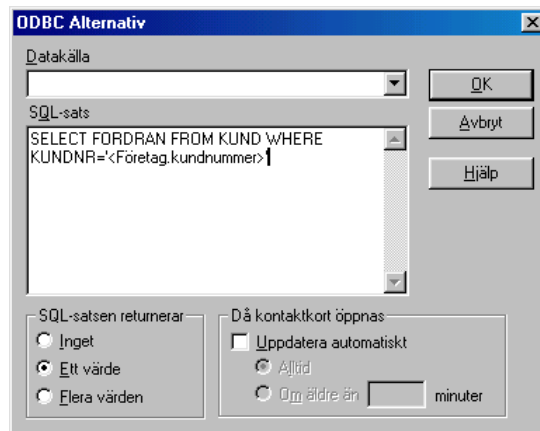 ODBC Alternativ
Datakälla
OK
SQL-sats
Avbryt
SELECT FORDRAN FROM KUND WHERE
KUNDNR='<Företag.kundnummer>'
Hjälp
SQL-satsen returnerar
Inget
Ett värde
Flera värden
Då kontaktkort öppnas
Uppdatera automatiskt
Alltid
Om äldre än minuter